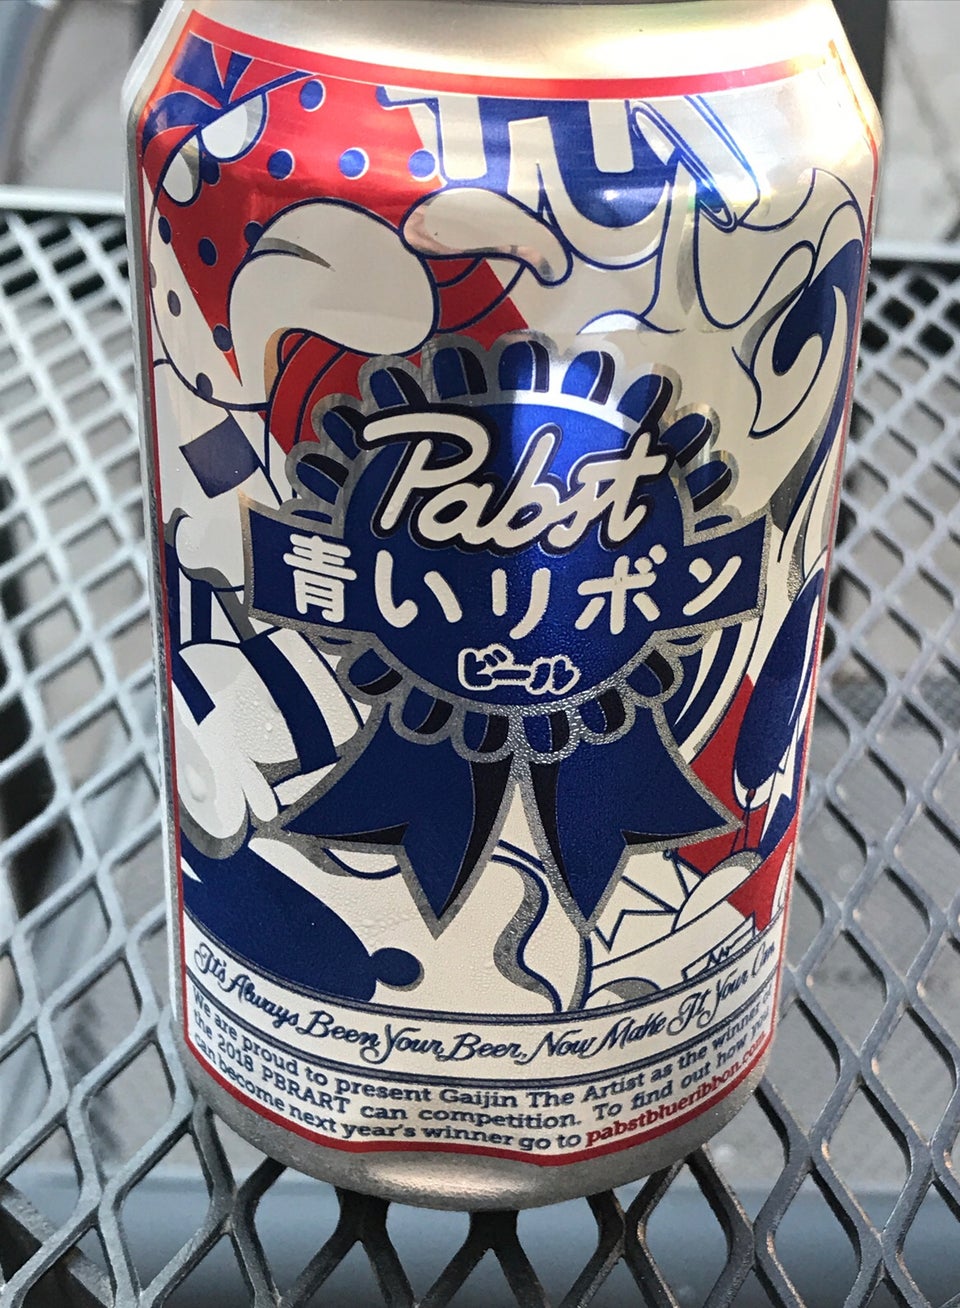 Pabst
青いリボン
ビール
It's Always Been Your Beer, Now Make It Your Can
We are proud to present Gaijin The Artist as the winner of
the 2018 PBRART can competition. To find out how you
can become next year's winner go to pabstblueribbon.com